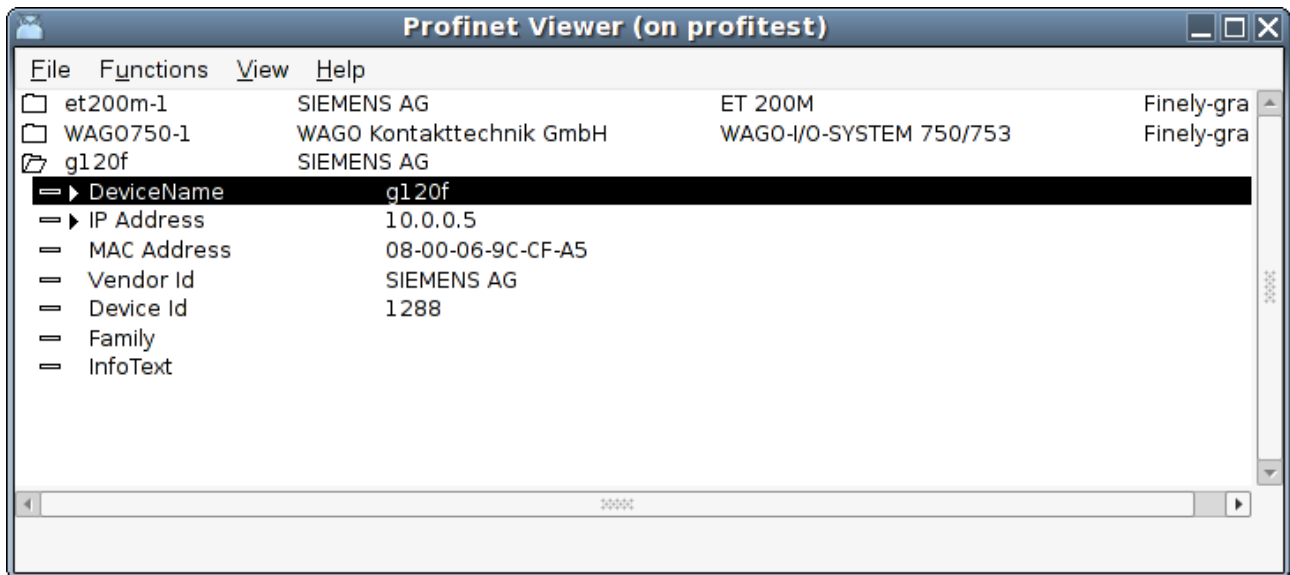 Profinet Viewer (on profitest)
File Functions View Help
et200m-1 SIEMENS AG ET 200M Finely-gra
WAGO750-1 WAGO Kontakttechnik GmbH WAGO-I/O-SYSTEM 750/753 Finely-gra
g120f SIEMENS AG
DeviceName g120f
IP Address 10.0.0.5
MAC Address 08-00-06-9C-CF-A5
Vendor Id SIEMENS AG
Device Id 1288
Family
InfoText